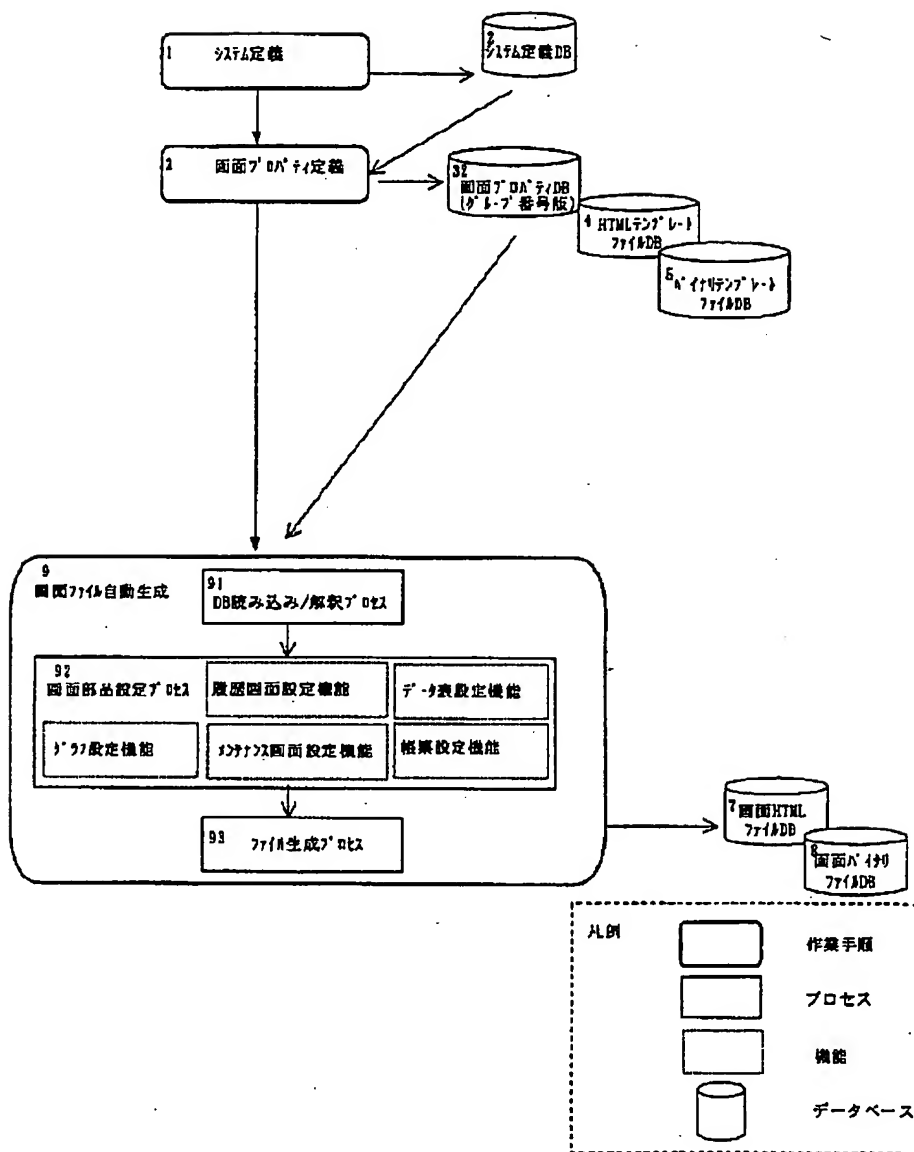 1 システム定義
2 システム定義DB
3 画面プロパティ定義
32 画面プロパティDB
(グループ番号版)
4 HTMLテンプレート
ファイルDB
5 バイナリテンプレート
ファイルDB
9
画面ファイル自動生成
91
DB読み込み/解釈プロセス
92
画面部品設定プロセス
履歴画面設定機能
データ表設定機能
グラフ設定機能
メンテナンス画面設定機能
帳票設定機能
93 ファイル生成プロセス
7 画面HTML
ファイルDB
8 画面バイナリ
ファイルDB
凡例
作業手順
プロセス
機能
データベース